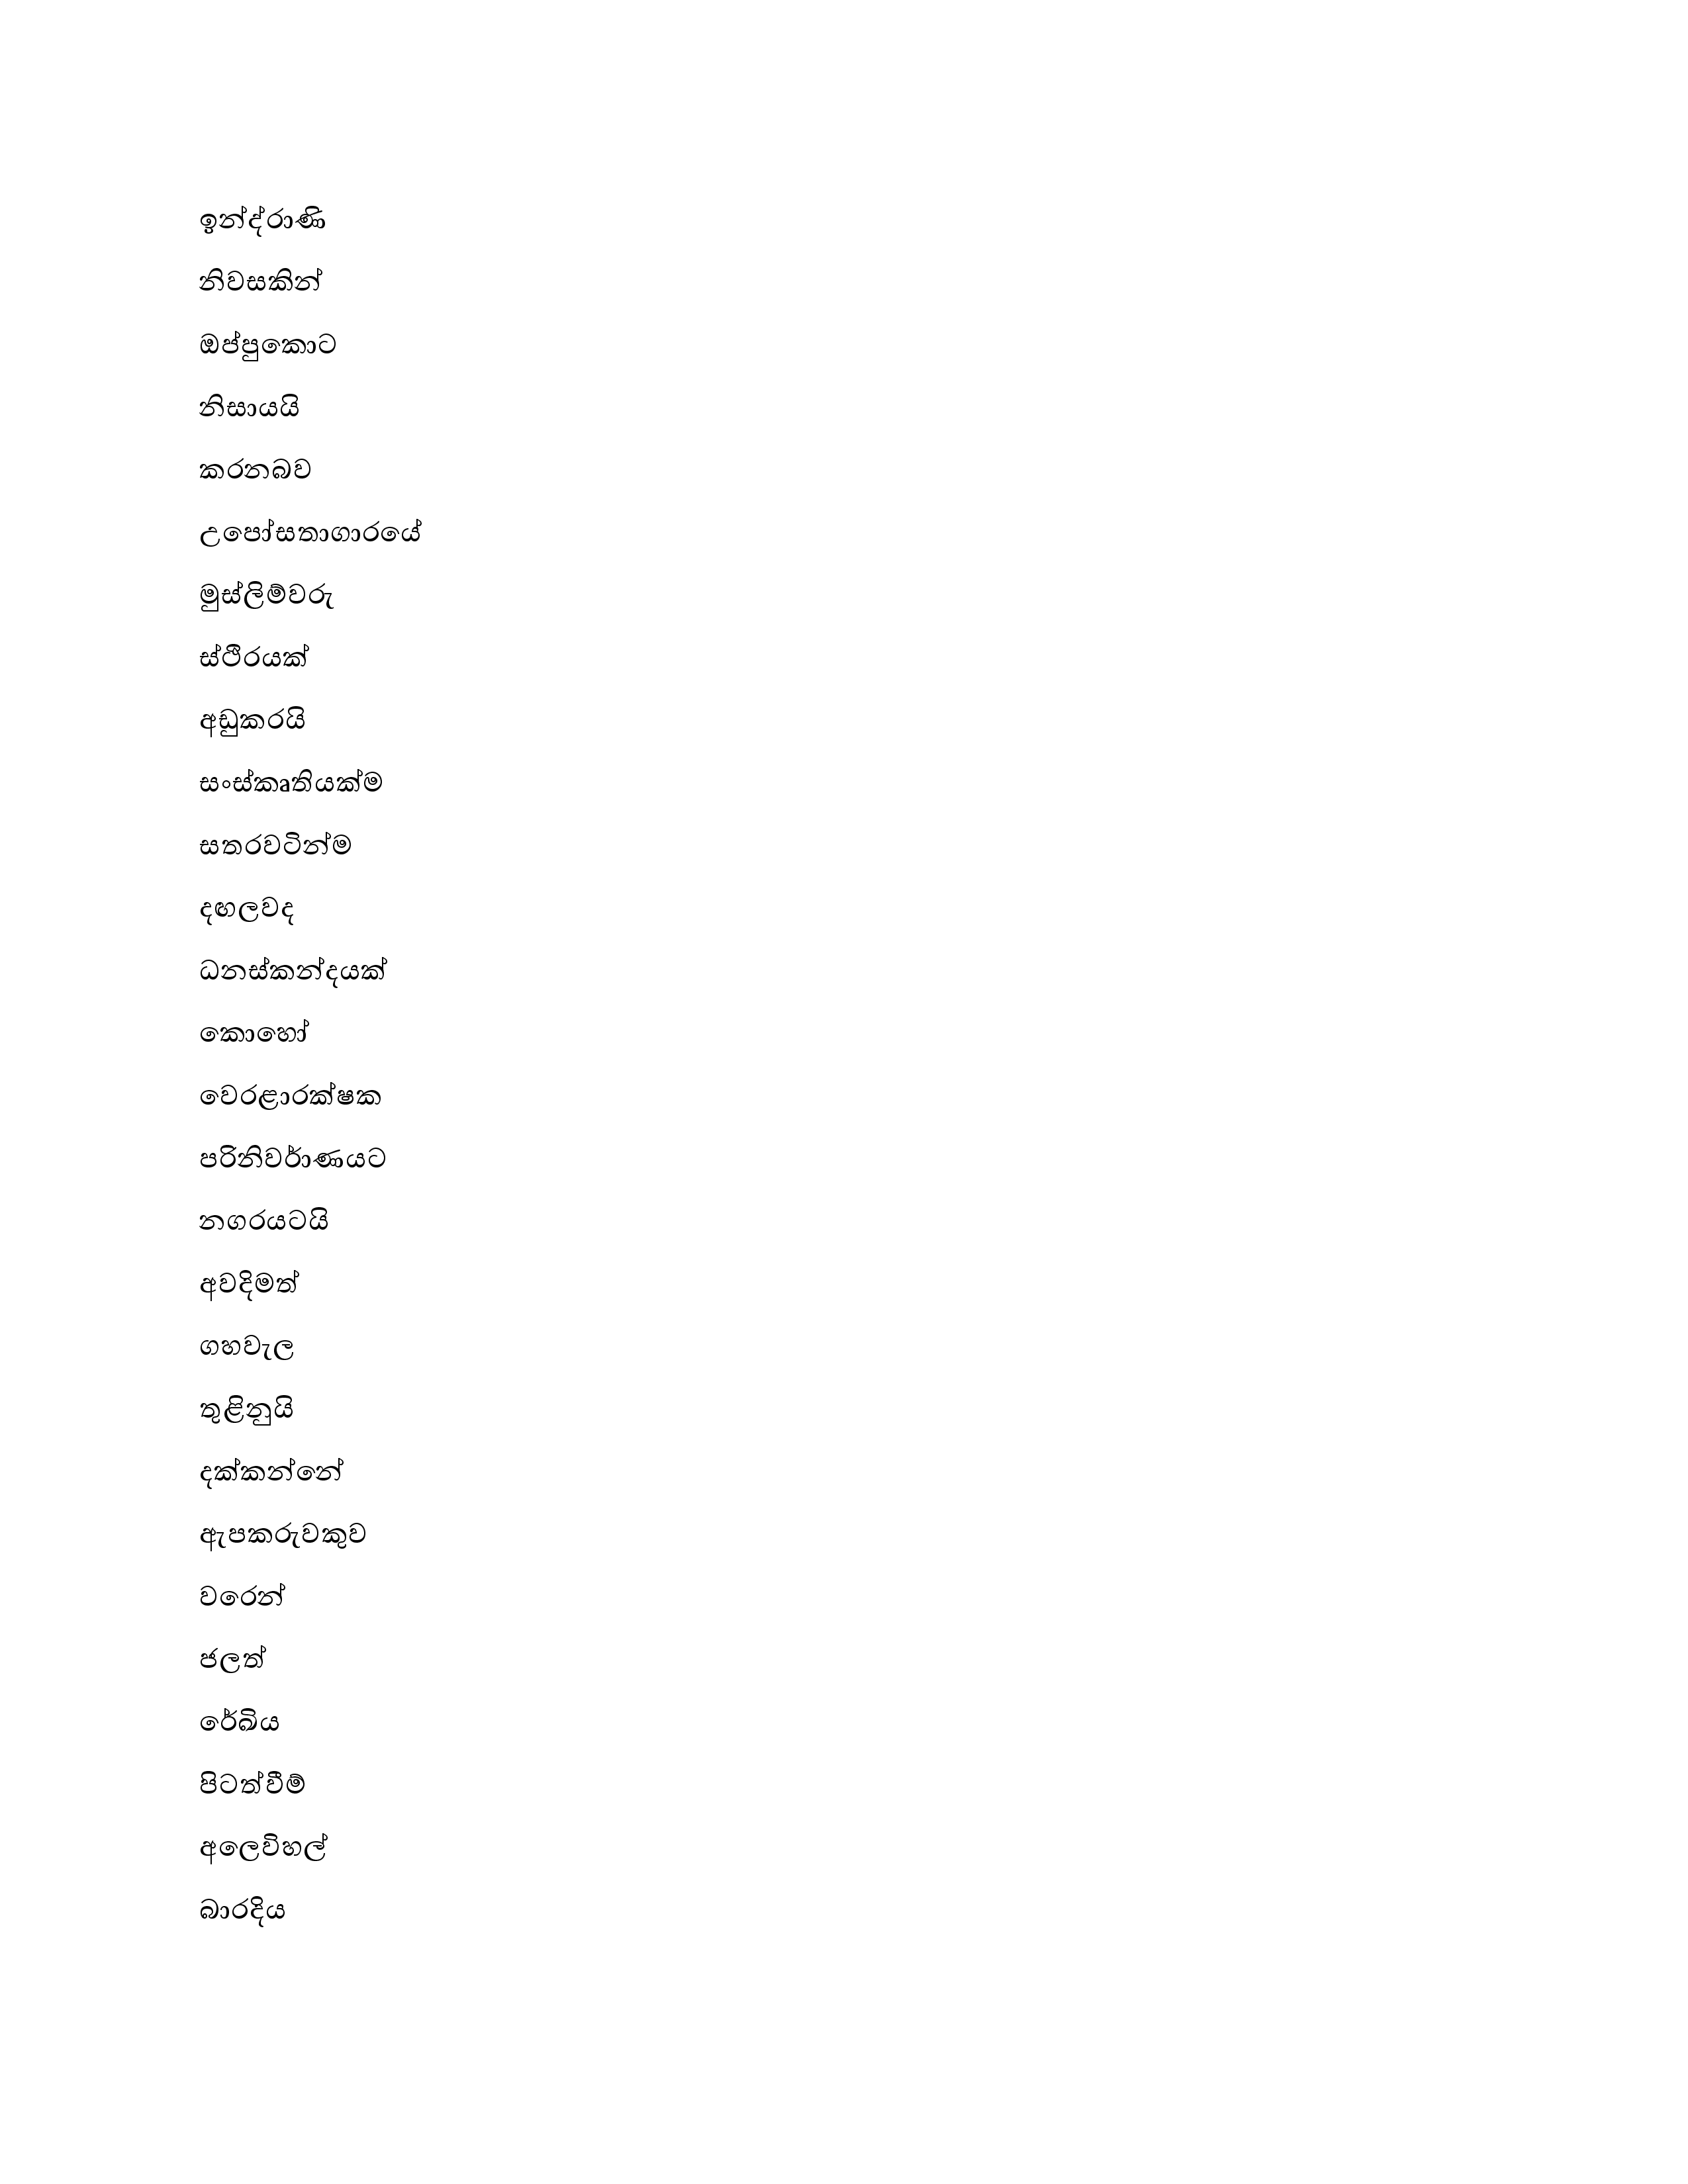 ඉන්ද්රාණි
නිවසකින්
ඔප්පුකොට
නිසායයි
කරනබව
උපෝසතාගාරයේ
මුස්ලිම්වරු
ස්ථිරයක්
අඩුකරයි
සංස්කෘතියක්ම
සතරවටින්ම
දඟලවද
ධනස්කන්දයක්
කොහෝ
වෙරළාරක්ෂක
පරිනිර්වාණයට
නගරයටයි
අවදිමත්
ගහවැල
තුළිනුයි
දක්කන්නේ
ඇපකරුවකුව
වරෙන්
ජලත්
රේඛිය
පිටත්වීම්
අලෙවිහල්
බාරදිය